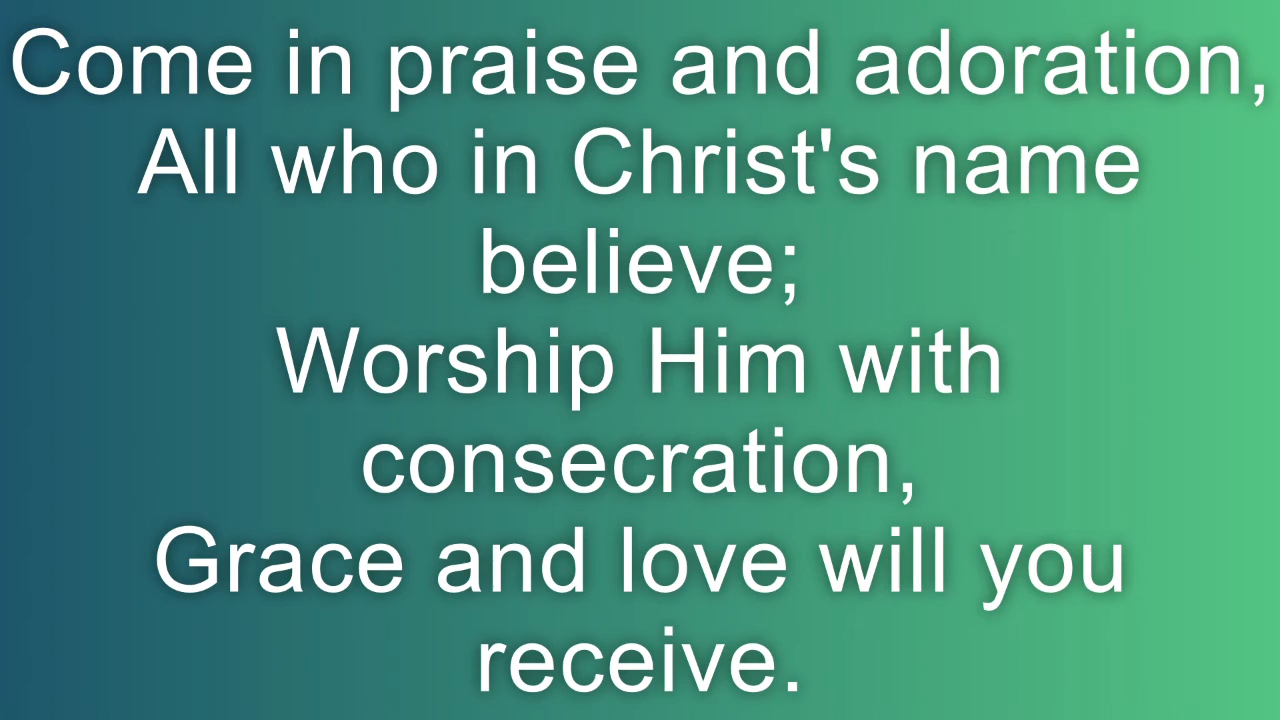 Come in praise and adoration,
All who in Christ's name
believe;
Worship Him with
consecration,
Grace and love will you
receive.